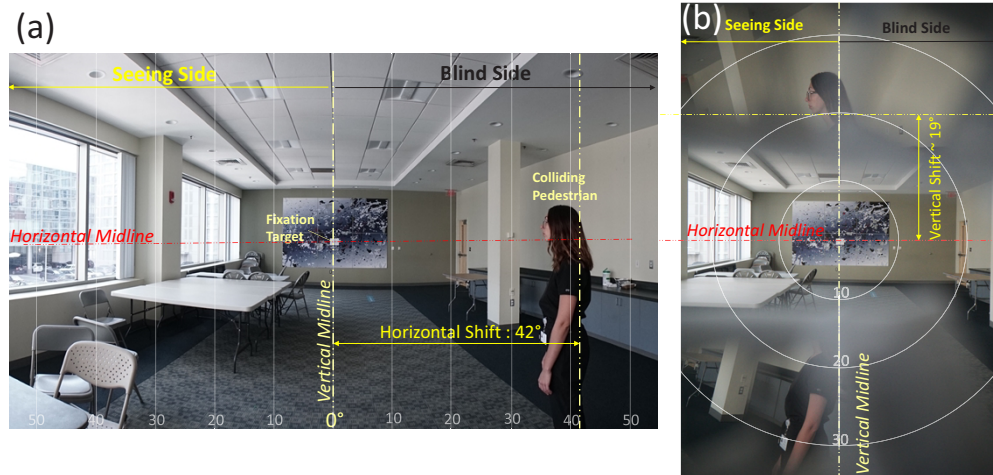 (a)
Seeing Side
Blind Side
Colliding
Pedestrian
Fixation
Target
Horizontal Midline
Vertical Midline
Horizontal Shift : 42°
50 40 30 20 10 0° 10 20 30 40 50
(b)
Seeing Side
Blind Side
Vertical Shift ~ 19°
Horizontal Midline
10
20
30
Vertical Midline